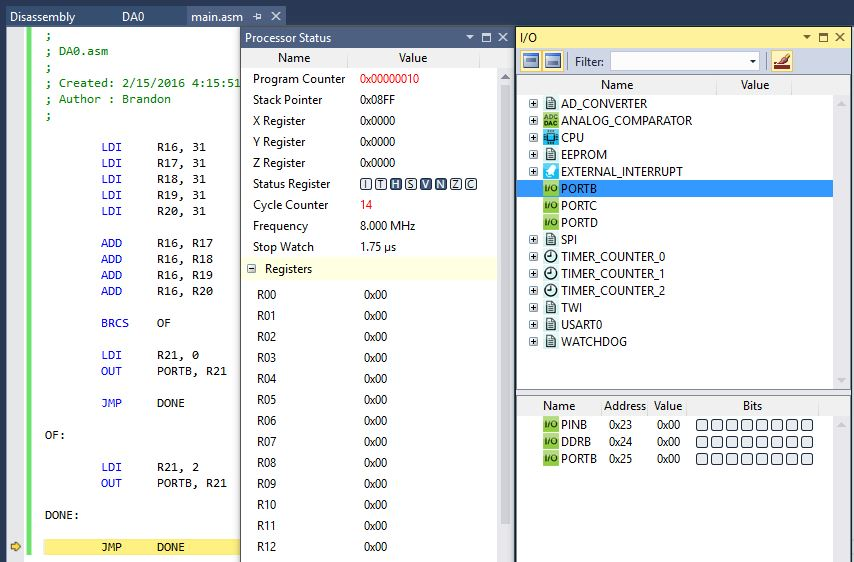 Disassembly DA0 main.asm
;
; DA0.asm
;
; Created: 2/15/2016 4:15:51
; Author : Brandon
;
LDI R16, 31
LDI R17, 31
LDI R18, 31
LDI R19, 31
LDI R20, 31
ADD R16, R17
ADD R16, R18
ADD R16, R19
ADD R16, R20
BRCS OF
LDI R21, 0
OUT PORTB, R21
JMP DONE
OF:
LDI R21, 2
OUT PORTB, R21
DONE:
JMP DONE
Processor Status
Name Value
Program Counter 0x00000010
Stack Pointer 0x08FF
X Register 0x0000
Y Register 0x0000
Z Register 0x0000
Status Register I T H S V N Z C
Cycle Counter 14
Frequency 8.000 MHz
Stop Watch 1.75 µs
Registers
R00 0x00
R01 0x00
R02 0x00
R03 0x00
R04 0x00
R05 0x00
R06 0x00
R07 0x00
R08 0x00
R09 0x00
R10 0x00
R11 0x00
R12 0x00
I/O
Filter:
Name Value
AD_CONVERTER
ADC DAC ANALOG_COMPARATOR
CPU
EEPROM
EXTERNAL_INTERRUPT
I/O PORTB
I/O PORTC
I/O PORTD
SPI
TIMER_COUNTER_0
TIMER_COUNTER_1
TIMER_COUNTER_2
TWI
USART0
WATCHDOG
Name Address Value Bits
I/O PINB 0x23 0x00
I/O DDRB 0x24 0x00
I/O PORTB 0x25 0x00